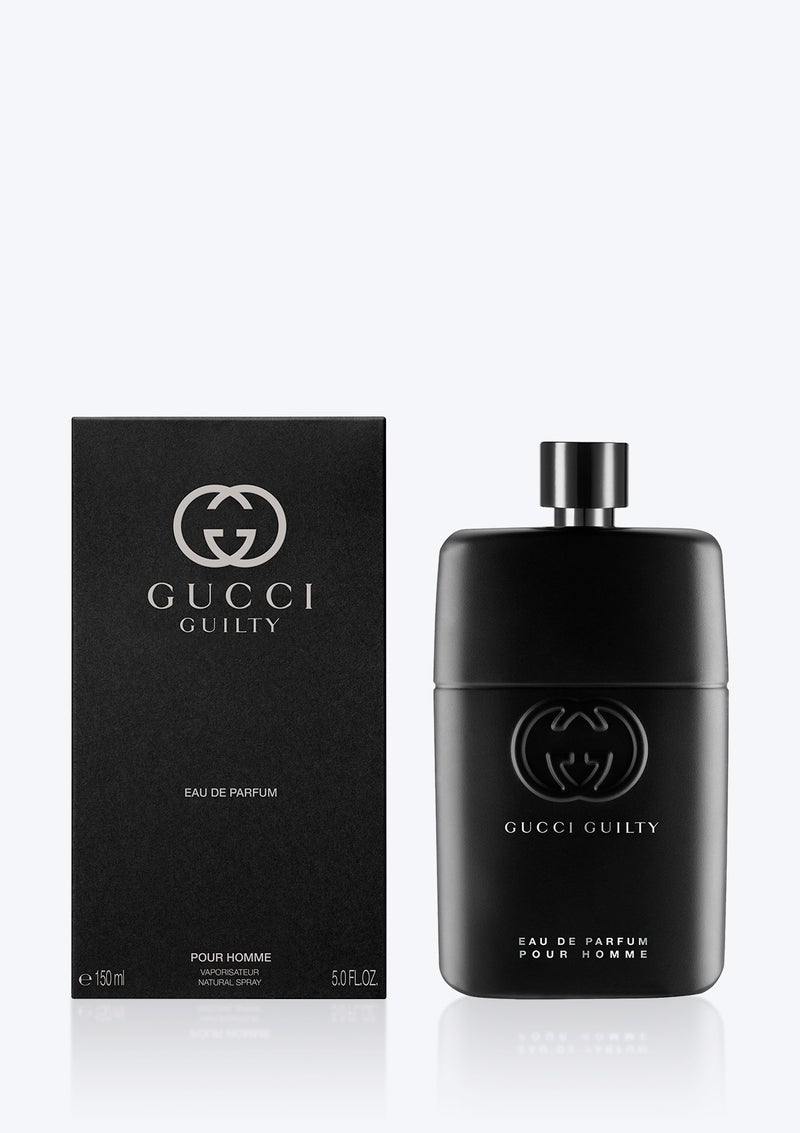 GUCCI
GUILTY
EAU DE PARFUM
POUR HOMME
VAPORISATEUR
NATURAL SPRAY
℮ 150 ml
5.0 FL.OZ.
GUCCI GUILTY
EAU DE PARFUM
POUR HOMME